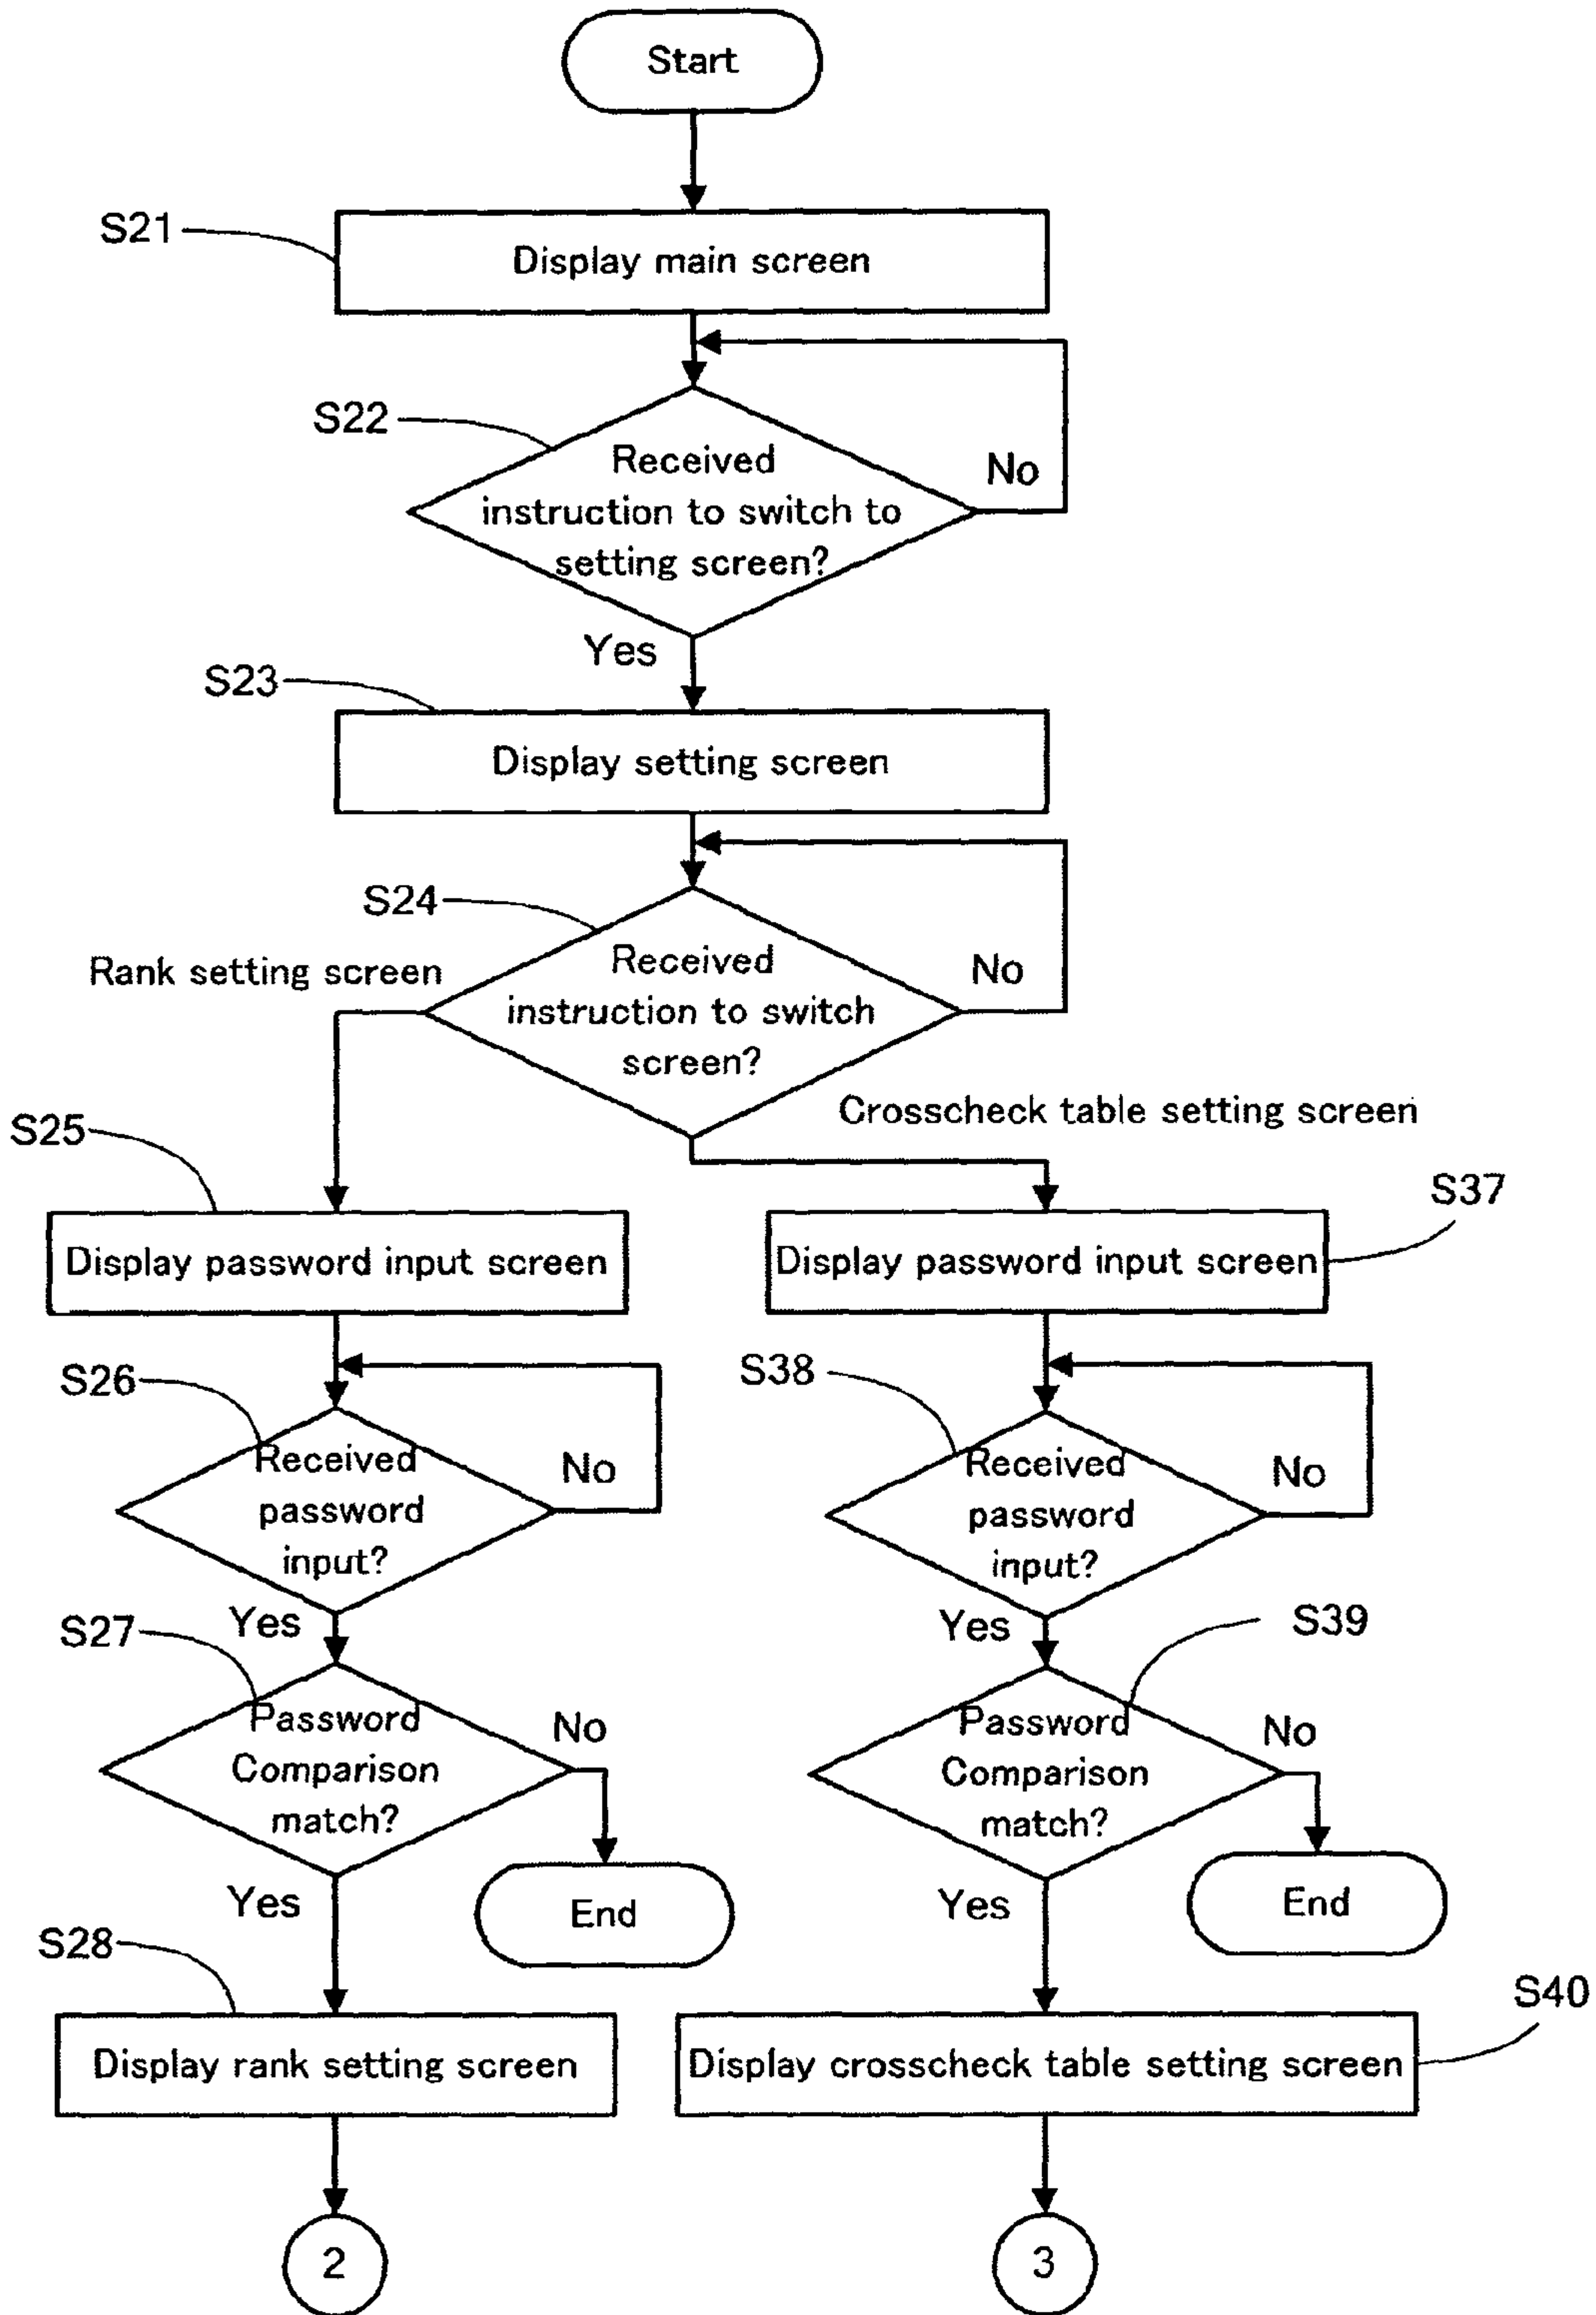 Start
S21
Display main screen
S22
Received
instruction to switch to
setting screen?
No
Yes
S23
Display setting screen
S24
Rank setting screen
Received
instruction to switch
screen?
No
Crosscheck table setting screen
S25
Display password input screen
S37
Display password input screen
S26
Received
password
input?
No
Yes
S38
Received
password
input?
No
Yes
S27
Password
Comparison
match?
No
End
Yes
S39
Password
Comparison
match?
No
End
Yes
S28
Display rank setting screen
S40
Display crosscheck table setting screen
2
3